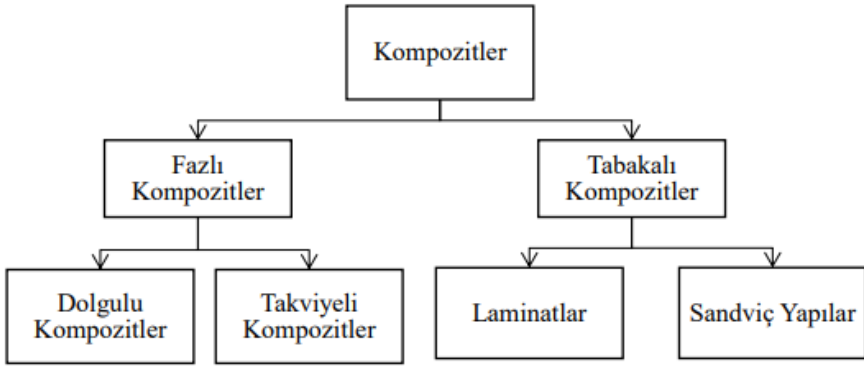 Kompozitler
Fazlı
Kompozitler
Tabakalı
Kompozitler
Dolgulu
Kompozitler
Takviyeli
Kompozitler
Laminatlar
Sandviç Yapılar